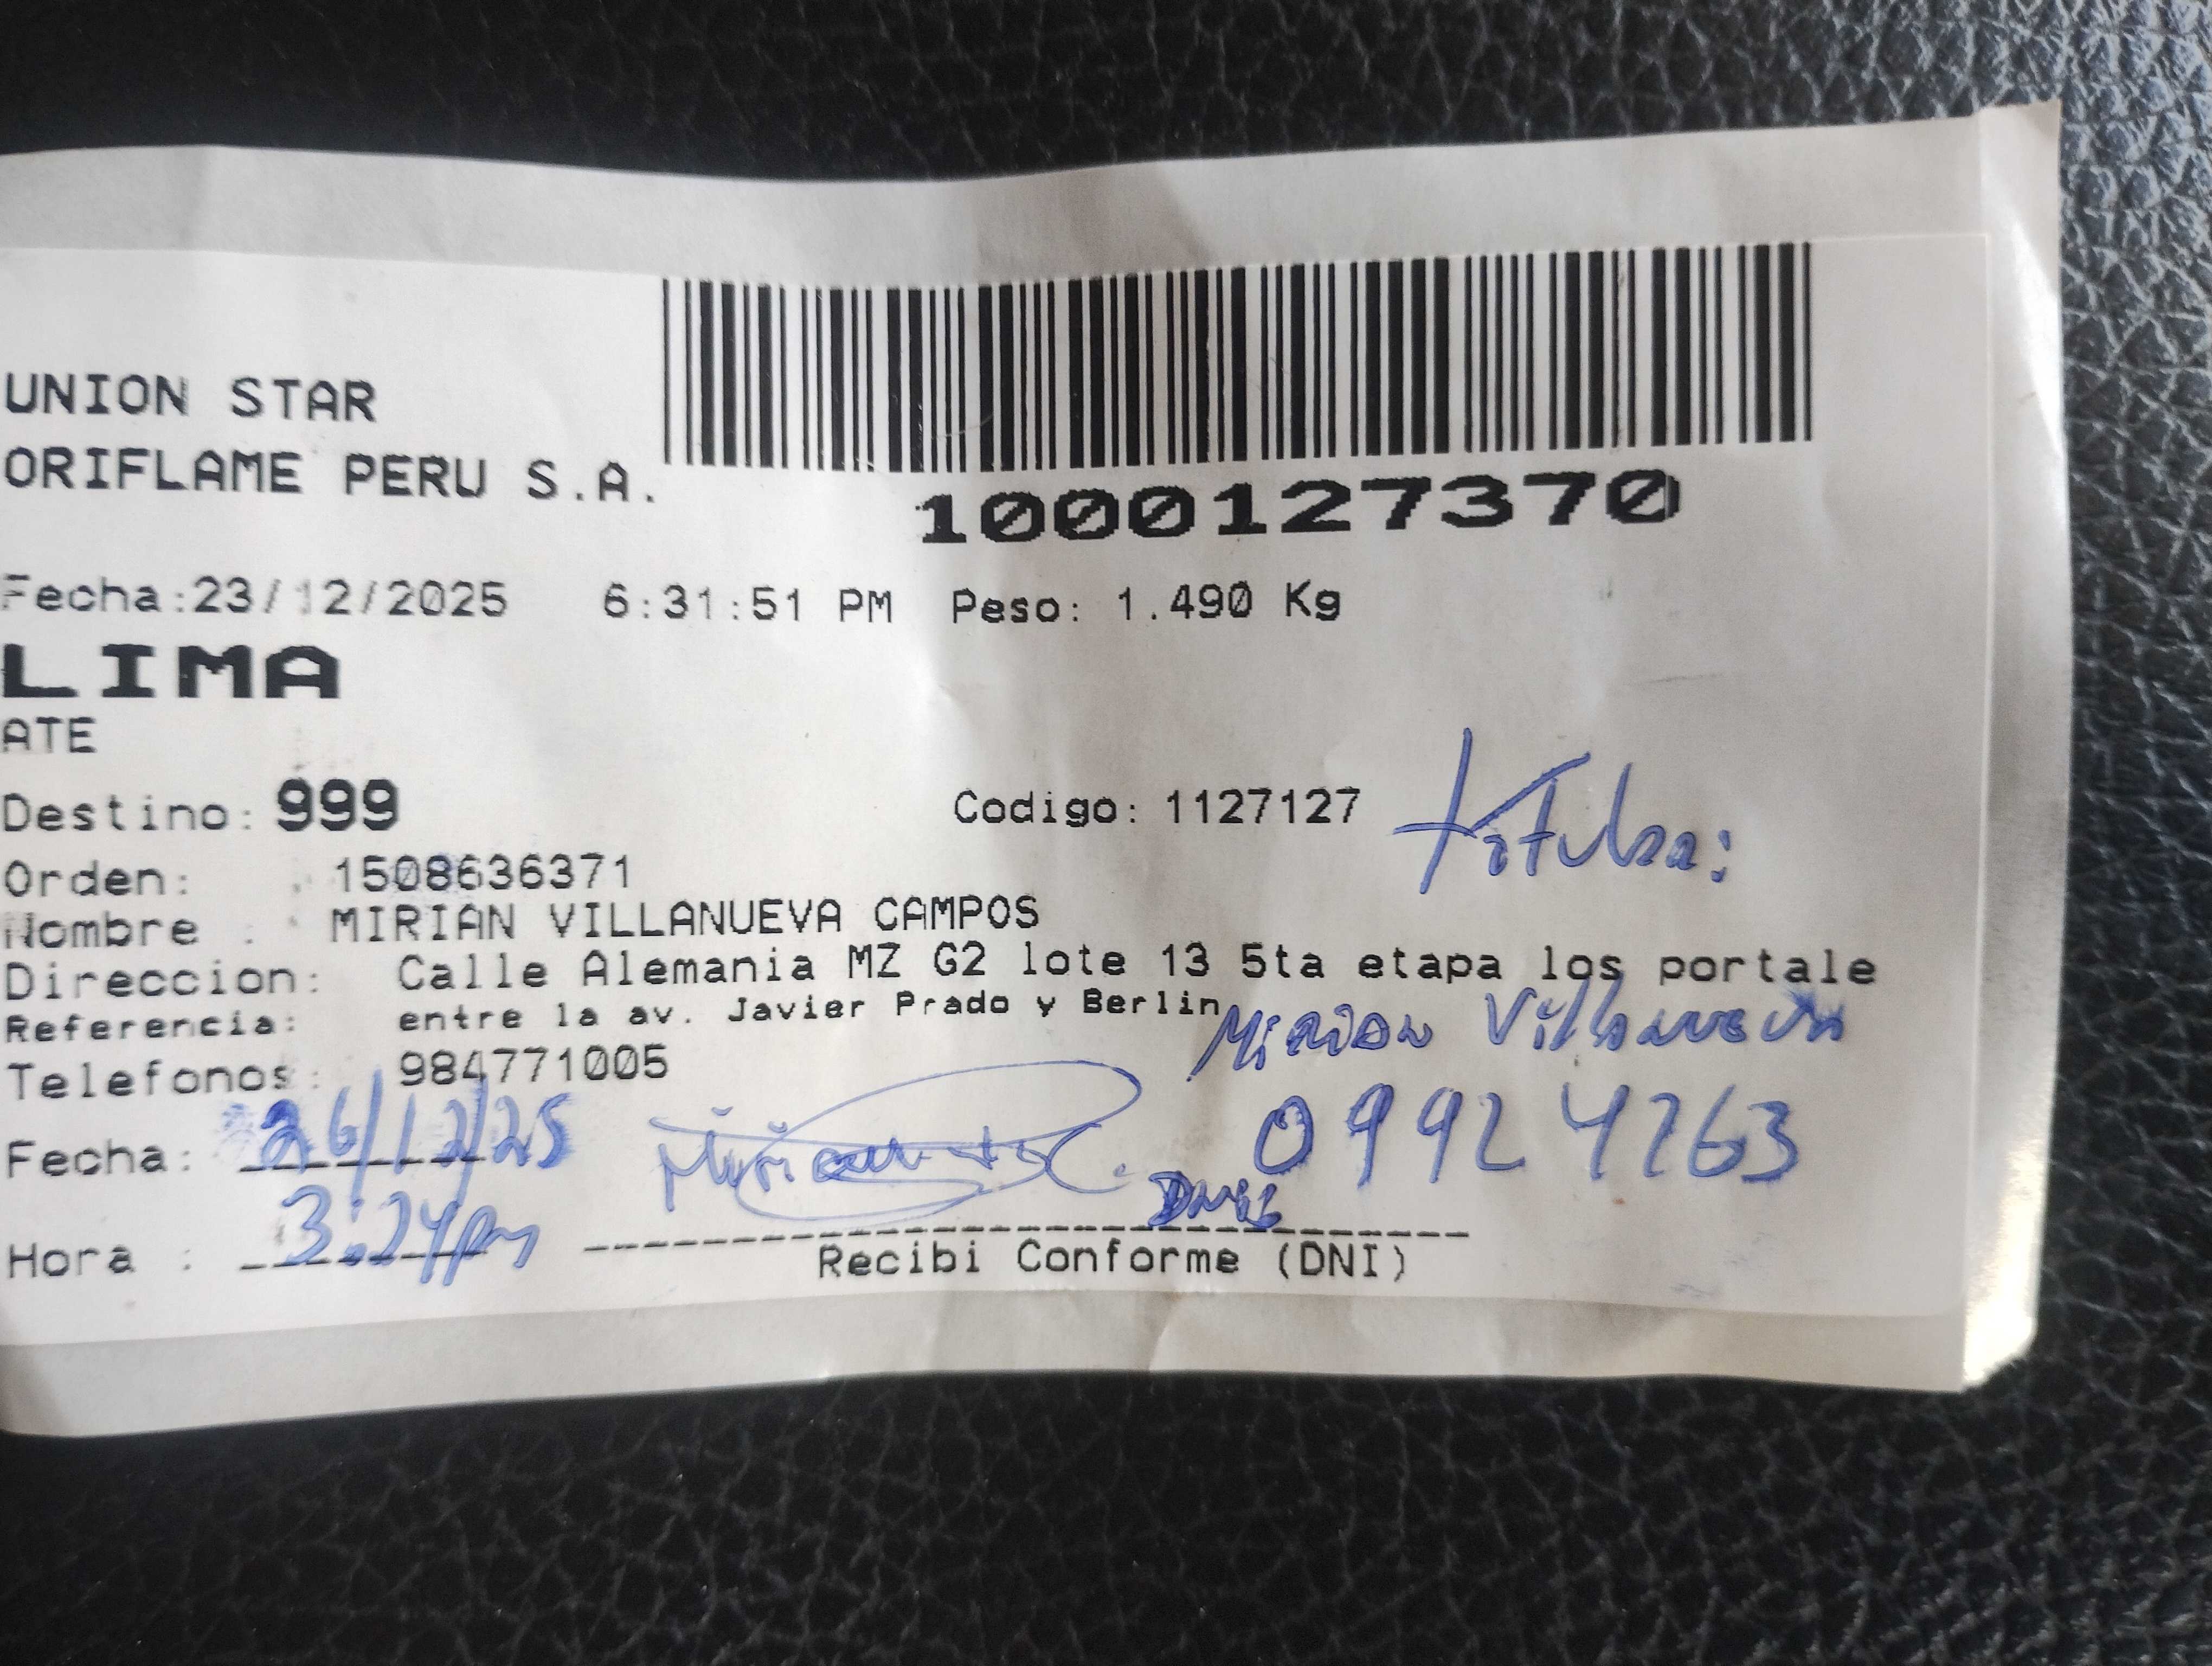 UNION STAR
ORIFLAME PERU S.A.
1000127370
Fecha:23/12/2025 6:31:51 PM Peso: 1.490 Kg
LIMA
ATE
Destino: 999 Codigo: 1127127
Orden: 1508636371
Nombre : MIRIAN VILLANUEVA CAMPOS
Direccion: Calle Alemania MZ G2 lote 13 5ta etapa los portale
Referencia: entre la av. Javier Prado y Berlin
Mirian Villanueva
Telefonos: 984771005
Fecha: 26/12/25
Hora : 3:24pm
Recibi Conforme (DNI)